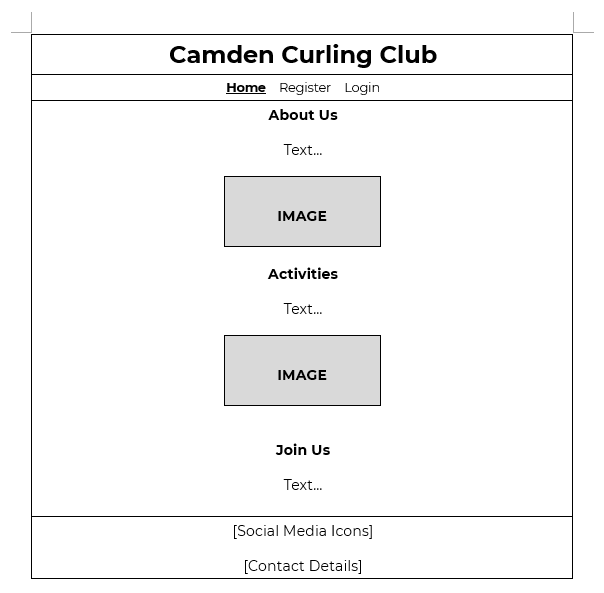 Camden Curling Club
Home Register Login
About Us
Text...
IMAGE
Activities
Text...
IMAGE
Join Us
Text...
[Social Media Icons]
[Contact Details]